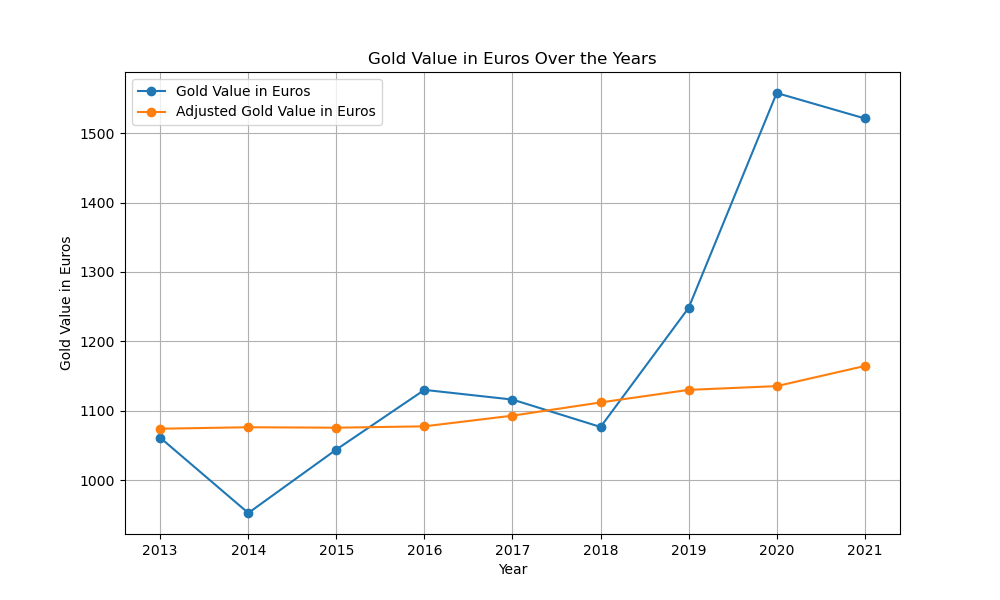 Gold Value in Euros Over the Years
Gold Value in Euros
Adjusted Gold Value in Euros
Gold Value in Euros
1500
1400
1300
1200
1100
1000
2013 2014 2015 2016 2017 2018 2019 2020 2021
Year